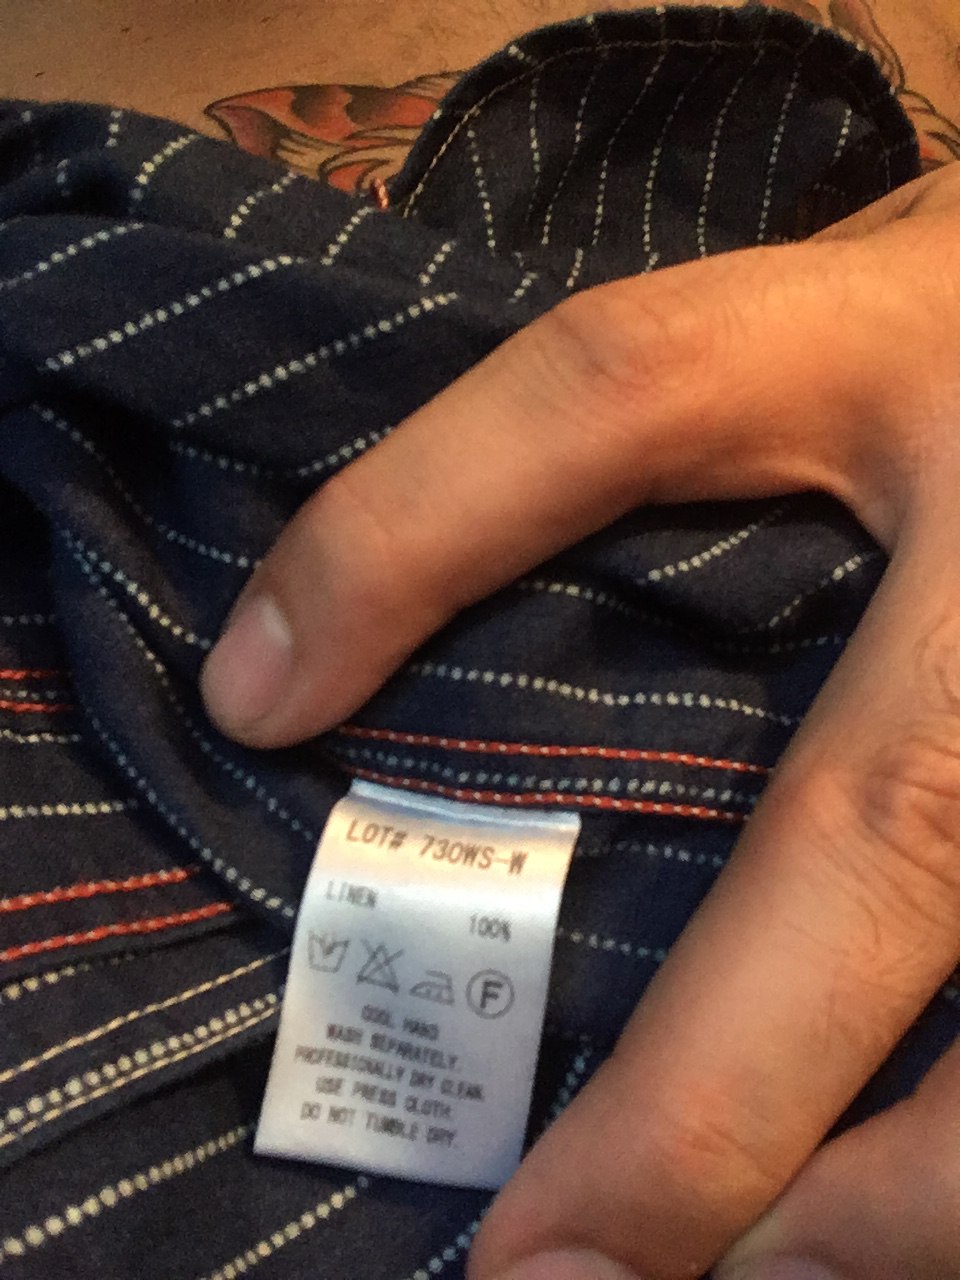 LOT# 730WS-W
LINEN
100%
F
COOL HAND
WASH SEPARATELY.
PROFESSIONALLY DRY CLEAN.
USE PRESS CLOTH.
DO NOT TUMBLE DRY.